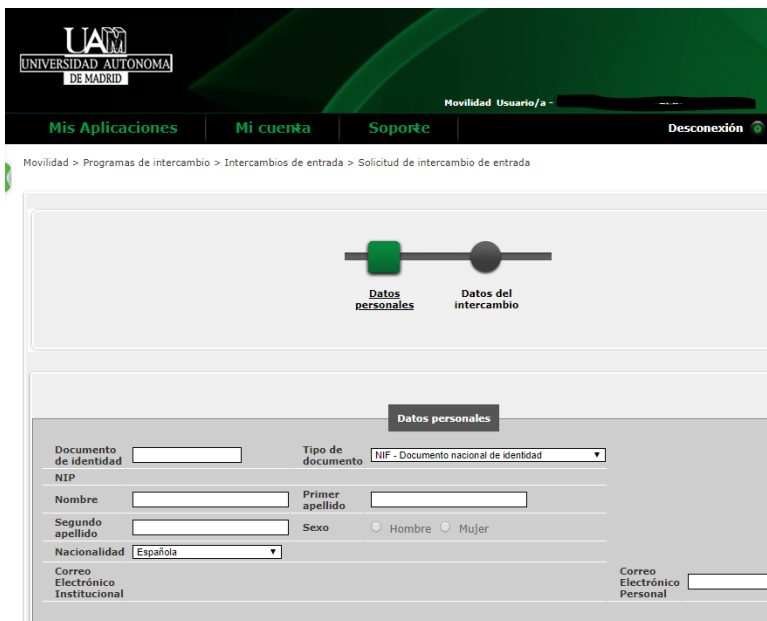 UAM
UNIVERSIDAD AUTONOMA
DE MADRID
Movilidad Usuario/a -
Mis Aplicaciones Mi cuenta Soporte Desconexión
Movilidad > Programas de intercambio > Intercambios de entrada > Solicitud de intercambio de entrada
Datos personales
Datos del intercambio
Datos personales
Documento de identidad
Tipo de documento
NIF - Documento nacional de identidad
NIP
Nombre
Primer apellido
Segundo apellido
Sexo
Hombre Mujer
Nacionalidad Española
Correo Electrónico Institucional
Correo Electrónico Personal